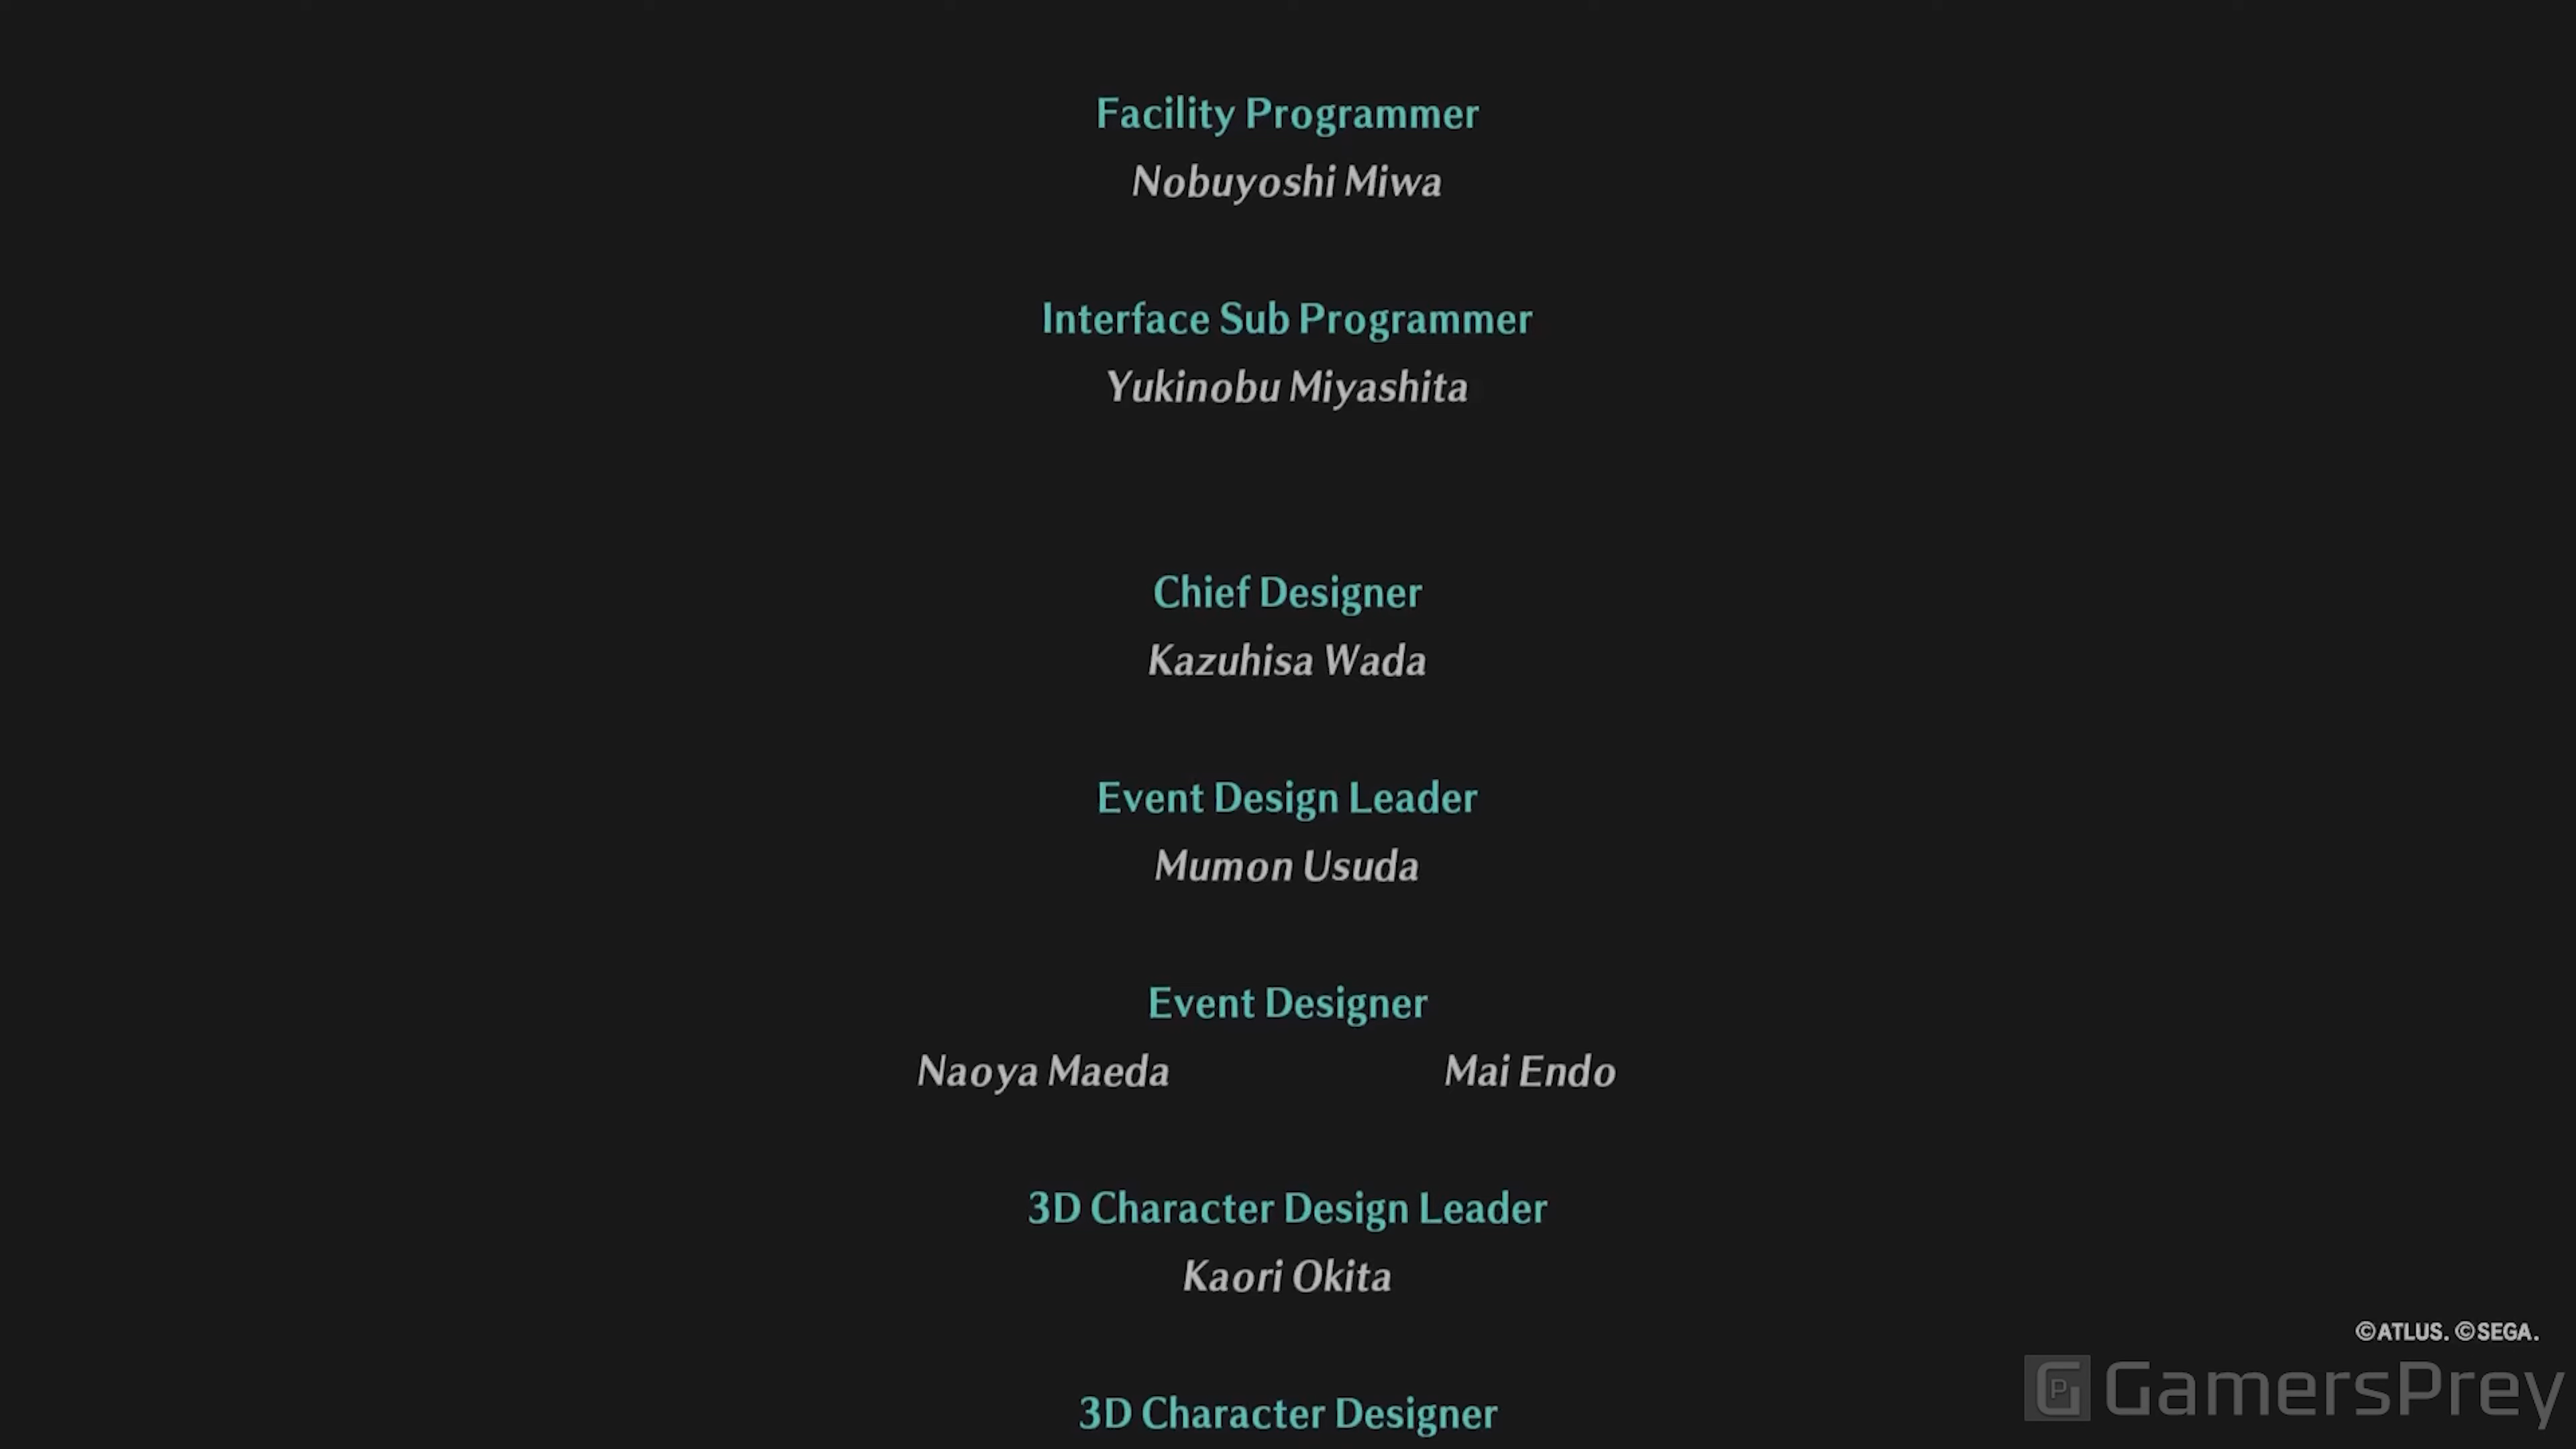 Facility Programmer
Nobuyoshi Miwa
Interface Sub Programmer
Yukinobu Miyashita
Chief Designer
Kazuhisa Wada
Event Design Leader
Mumon Usuda
Event Designer
Naoya Maeda Mai Endo
3D Character Design Leader
Kaori Okita
3D Character Designer
©ATLUS. ©SEGA.
GamersPrey